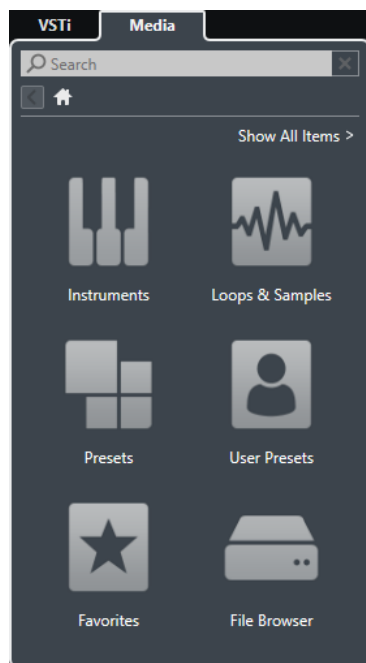 VSTi Media
Search
Show All Items >
Instruments Loops & Samples
Presets User Presets
Favorites File Browser